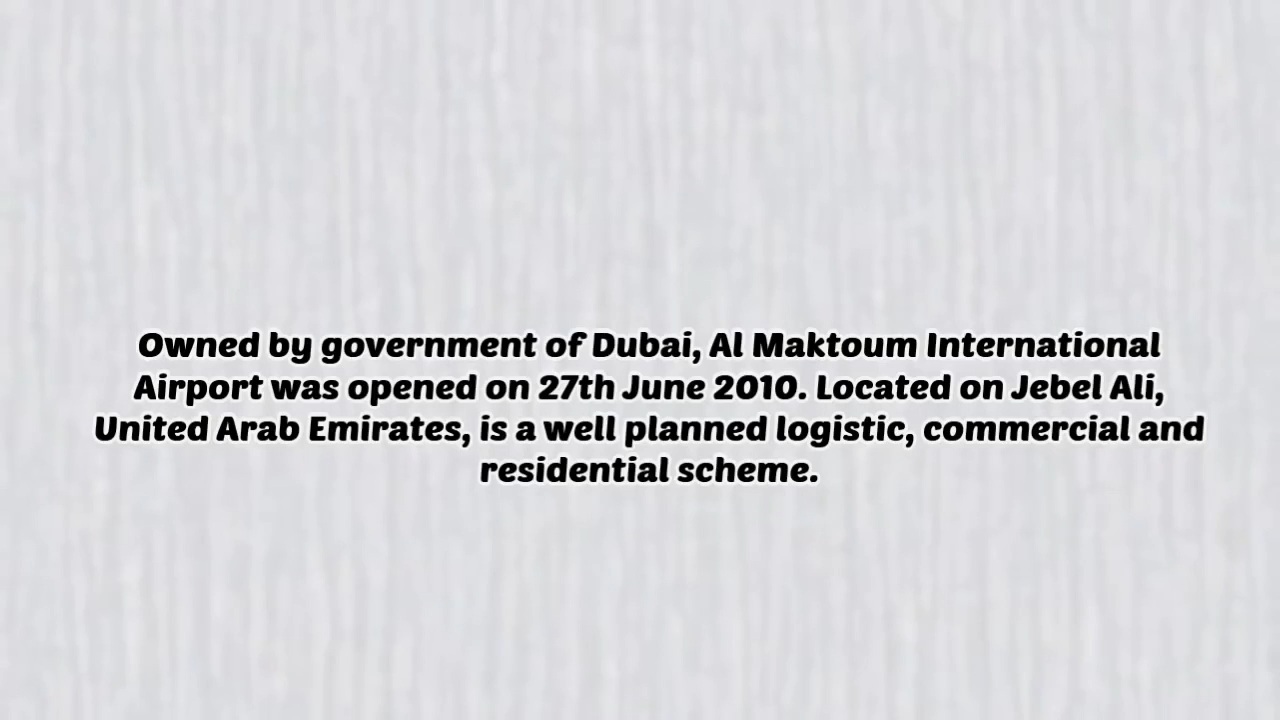 Owned by government of Dubai, Al Maktoum International
Airport was opened on 27th June 2010. Located on Jebel Ali,
United Arab Emirates, is a well planned logistic, commercial and
residential scheme.